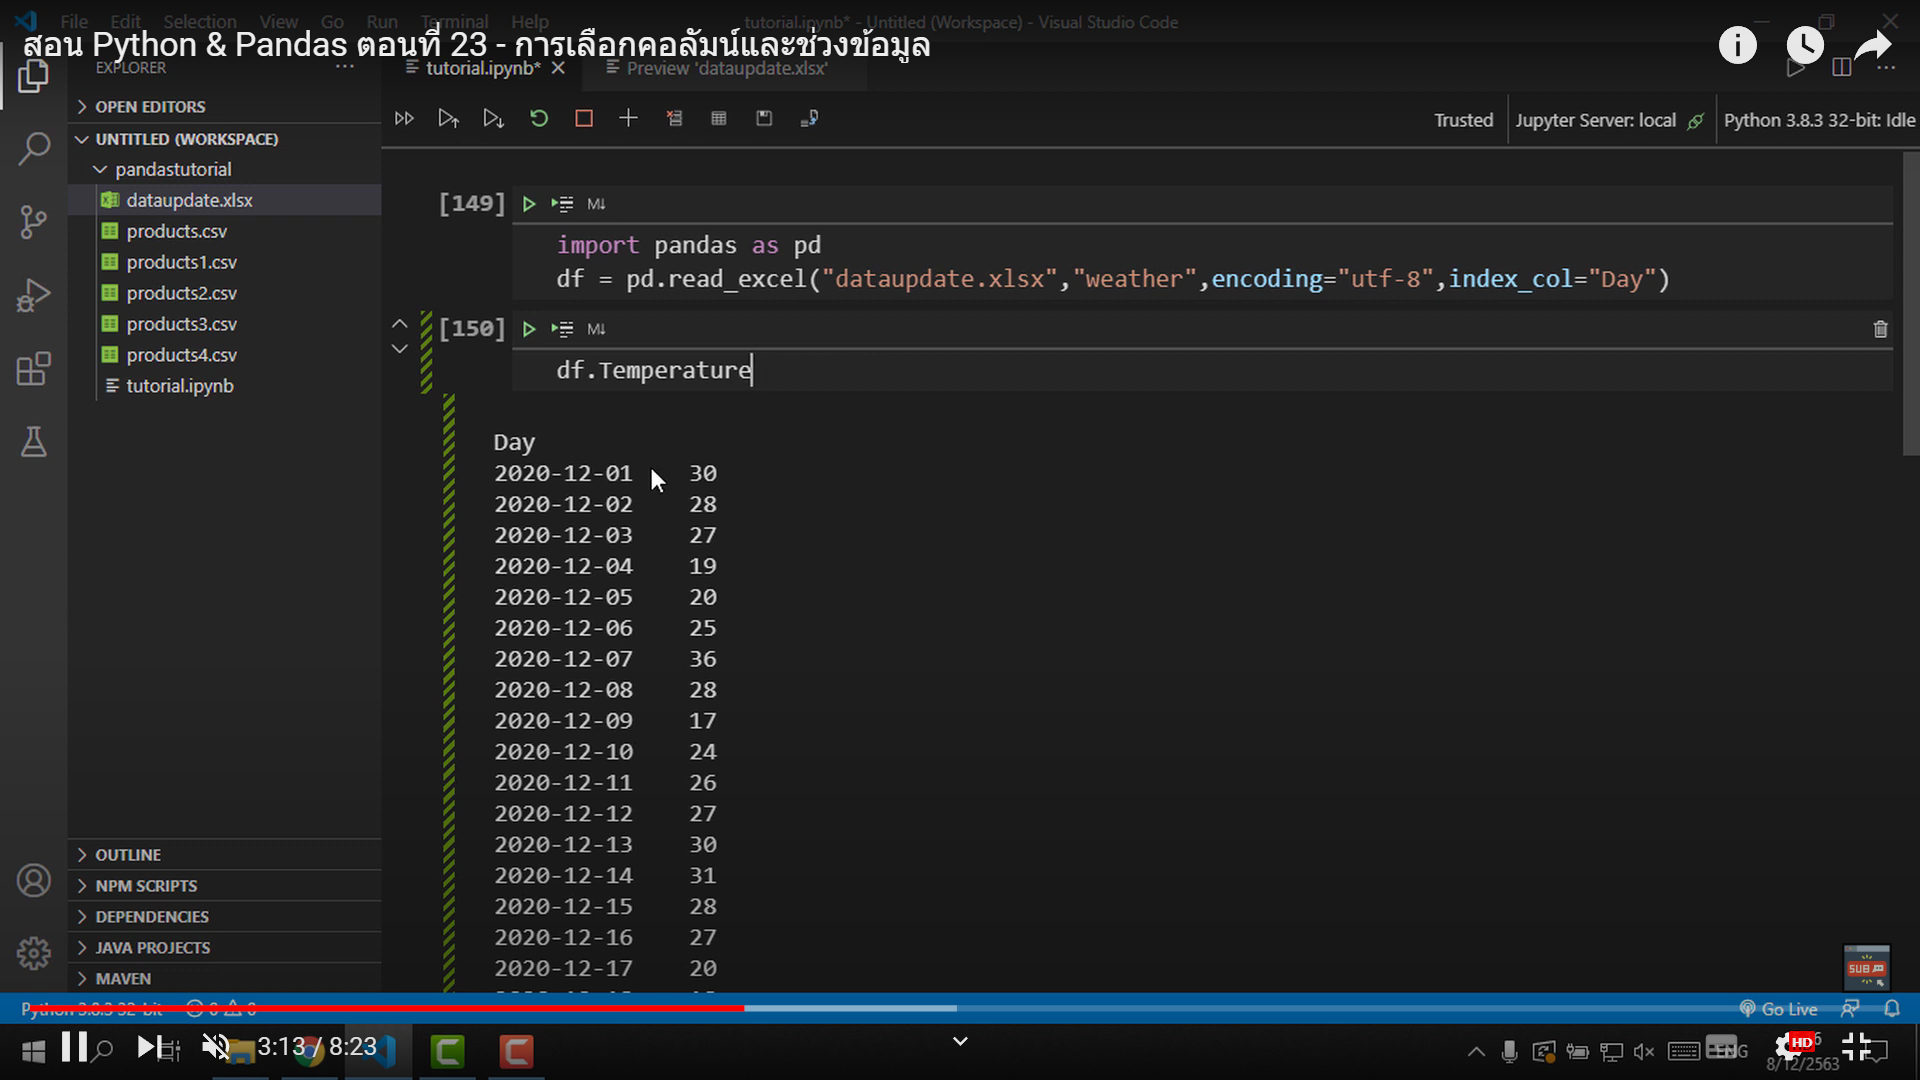 File Edit Selection View Go Run Terminal Help tutorial.ipynb* - Untitled (Workspace) - Visual Studio Code
สอน Python & Pandas ตอนที่ 23 - การเลือกคอลัมน์และช่วงข้อมูล
EXPLORER ... tutorial.ipynb* Preview 'dataupdate.xlsx'
OPEN EDITORS
Trusted Jupyter Server: local Python 3.8.3 32-bit: Idle
UNTITLED (WORKSPACE)
pandastutorial
dataupdate.xlsx
products.csv
products1.csv
products2.csv
products3.csv
products4.csv
tutorial.ipynb
[149] M↓
import pandas as pd
df = pd.read_excel("dataupdate.xlsx","weather",encoding="utf-8",index_col="Day")
[150] M↓
df.Temperature
Day
2020-12-01 30
2020-12-02 28
2020-12-03 27
2020-12-04 19
2020-12-05 20
2020-12-06 25
2020-12-07 36
2020-12-08 28
2020-12-09 17
2020-12-10 24
2020-12-11 26
2020-12-12 27
2020-12-13 30
2020-12-14 31
2020-12-15 28
2020-12-16 27
2020-12-17 20
OUTLINE
NPM SCRIPTS
DEPENDENCIES
JAVA PROJECTS
MAVEN
SUB
Python 3.8.3 32-bit 0 0 Go Live
3:13 / 8:23
ENG HD
8/12/2563